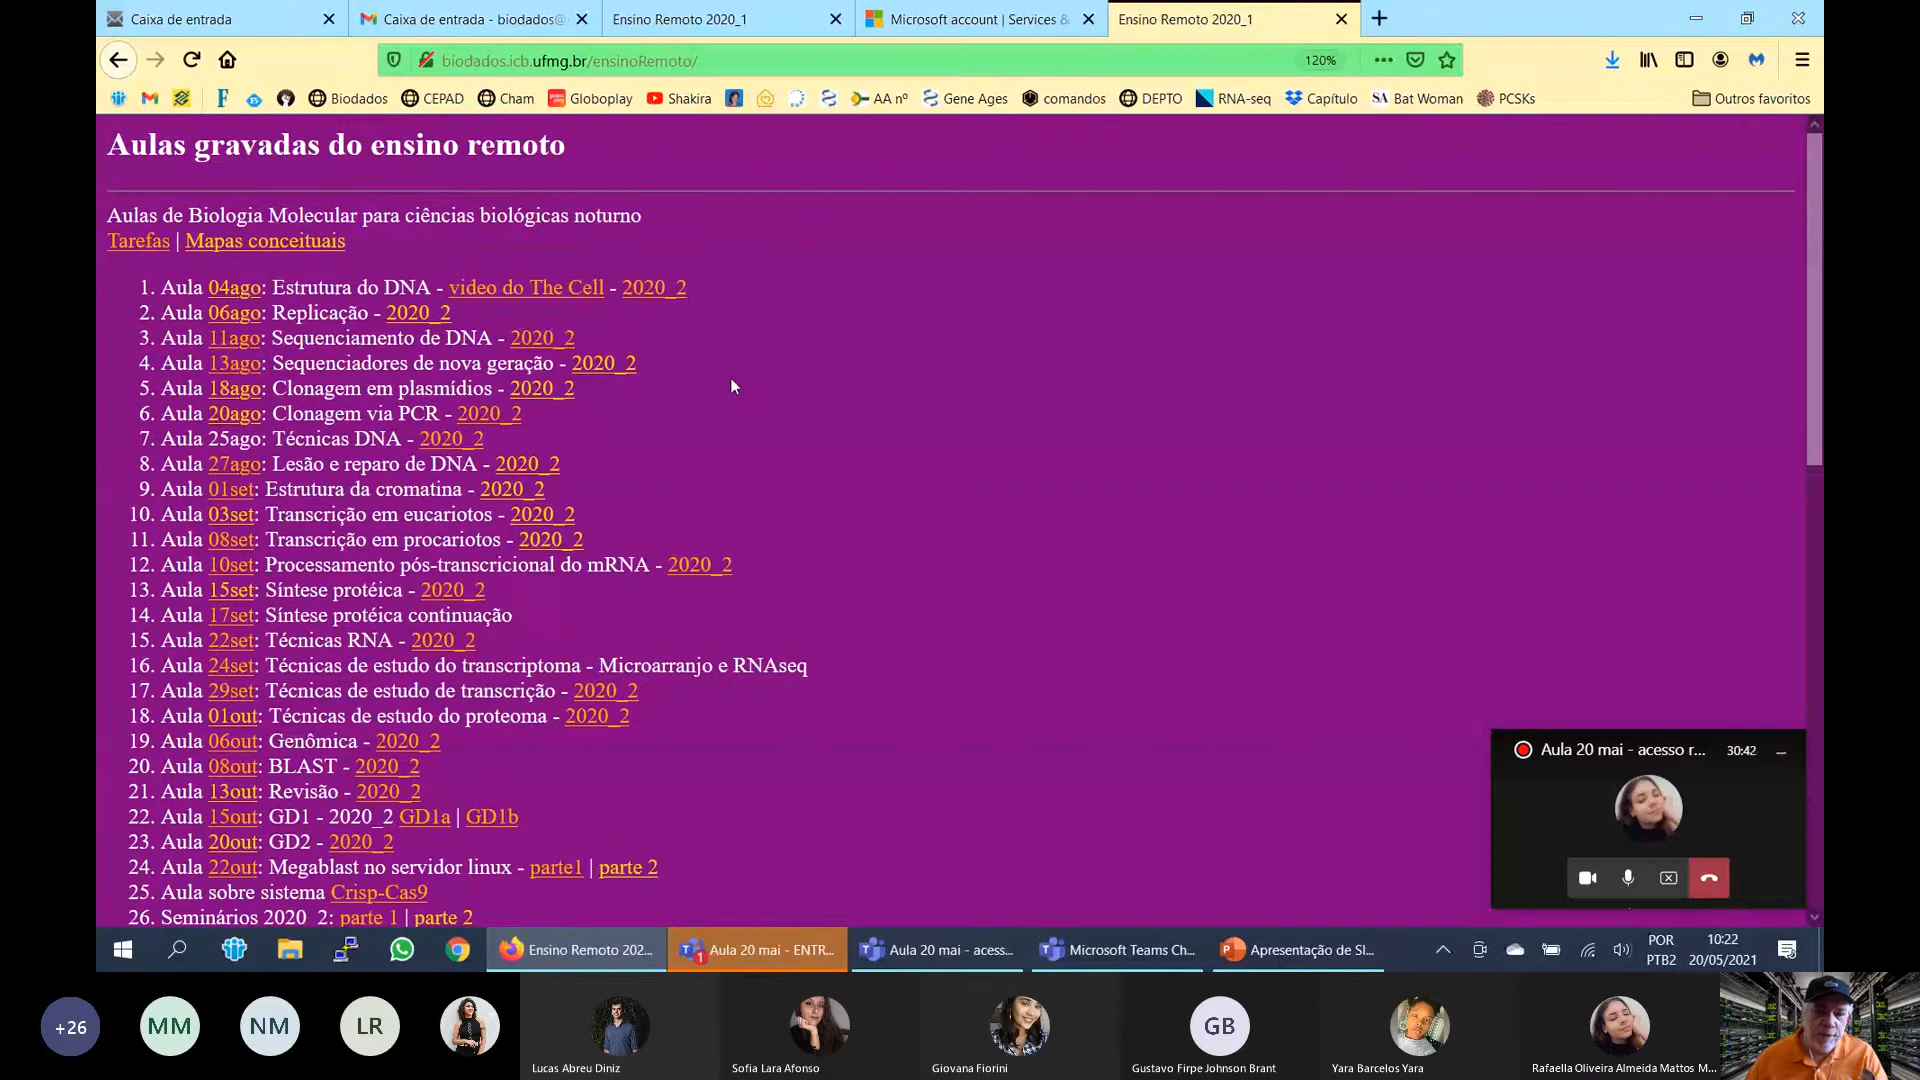 Caixa de entrada
Caixa de entrada - biodados@
Ensino Remoto 2020_1
Microsoft account | Services &
Ensino Remoto 2020_1
biodados.icb.ufmg.br/ensinoRemoto/
120%
Biodados
CEPAD
Cham
Globoplay
Shakira
AA nº
Gene Ages
comandos
DEPTO
RNA-seq
Capítulo
SA Bat Woman
PCSKs
Outros favoritos
Aulas gravadas do ensino remoto
Aulas de Biologia Molecular para ciências biológicas noturno
Tarefas | Mapas conceituais
1. Aula 04ago: Estrutura do DNA - video do The Cell - 2020_2
2. Aula 06ago: Replicação - 2020_2
3. Aula 11ago: Sequenciamento de DNA - 2020_2
4. Aula 13ago: Sequenciadores de nova geração - 2020_2
5. Aula 18ago: Clonagem em plasmídios - 2020_2
6. Aula 20ago: Clonagem via PCR - 2020_2
7. Aula 25ago: Técnicas DNA - 2020_2
8. Aula 27ago: Lesão e reparo de DNA - 2020_2
9. Aula 01set: Estrutura da cromatina - 2020_2
10. Aula 03set: Transcrição em eucariotos - 2020_2
11. Aula 08set: Transcrição em procariotos - 2020_2
12. Aula 10set: Processamento pós-transcricional do mRNA - 2020_2
13. Aula 15set: Síntese protéica - 2020_2
14. Aula 17set: Síntese protéica continuação
15. Aula 22set: Técnicas RNA - 2020_2
16. Aula 24set: Técnicas de estudo do transcriptoma - Microarranjo e RNAseq
17. Aula 29set: Técnicas de estudo de transcrição - 2020_2
18. Aula 01out: Técnicas de estudo do proteoma - 2020_2
19. Aula 06out: Genômica - 2020_2
20. Aula 08out: BLAST - 2020_2
21. Aula 13out: Revisão - 2020_2
22. Aula 15out: GD1 - 2020_2 GD1a | GD1b
23. Aula 20out: GD2 - 2020_2
24. Aula 22out: Megablast no servidor linux - parte1 | parte 2
25. Aula sobre sistema Crisp-Cas9
26. Seminários 2020_2: parte 1 | parte 2
Aula 20 mai - acesso r... 30:42
Ensino Remoto 202...
Aula 20 mai - ENTR...
Aula 20 mai - acess...
Microsoft Teams Ch...
Apresentação de SI...
POR
PTB2
10:22
20/05/2021
+26
MM
NM
LR
GB
Lucas Abreu Diniz
Sofia Lara Afonso
Giovana Fiorini
Gustavo Firpe Johnson Brant
Yara Barcelos Yara
Rafaella Oliveira Almeida Mattos M...